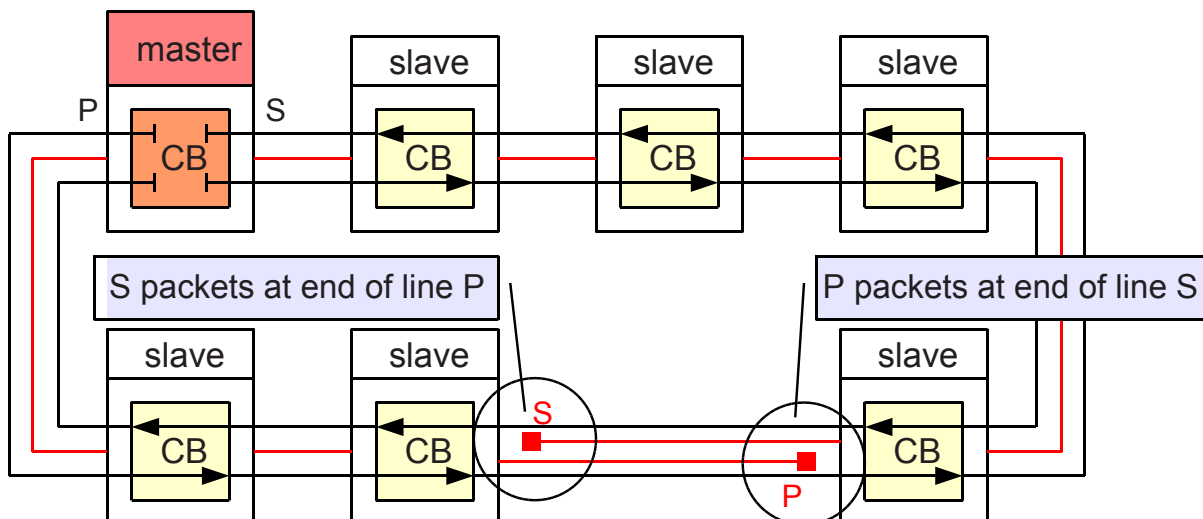 master
slave
slave
slave
P
S
CB
CB
CB
CB
S packets at end of line P
P packets at end of line S
slave
slave
slave
S
CB
CB
CB
P